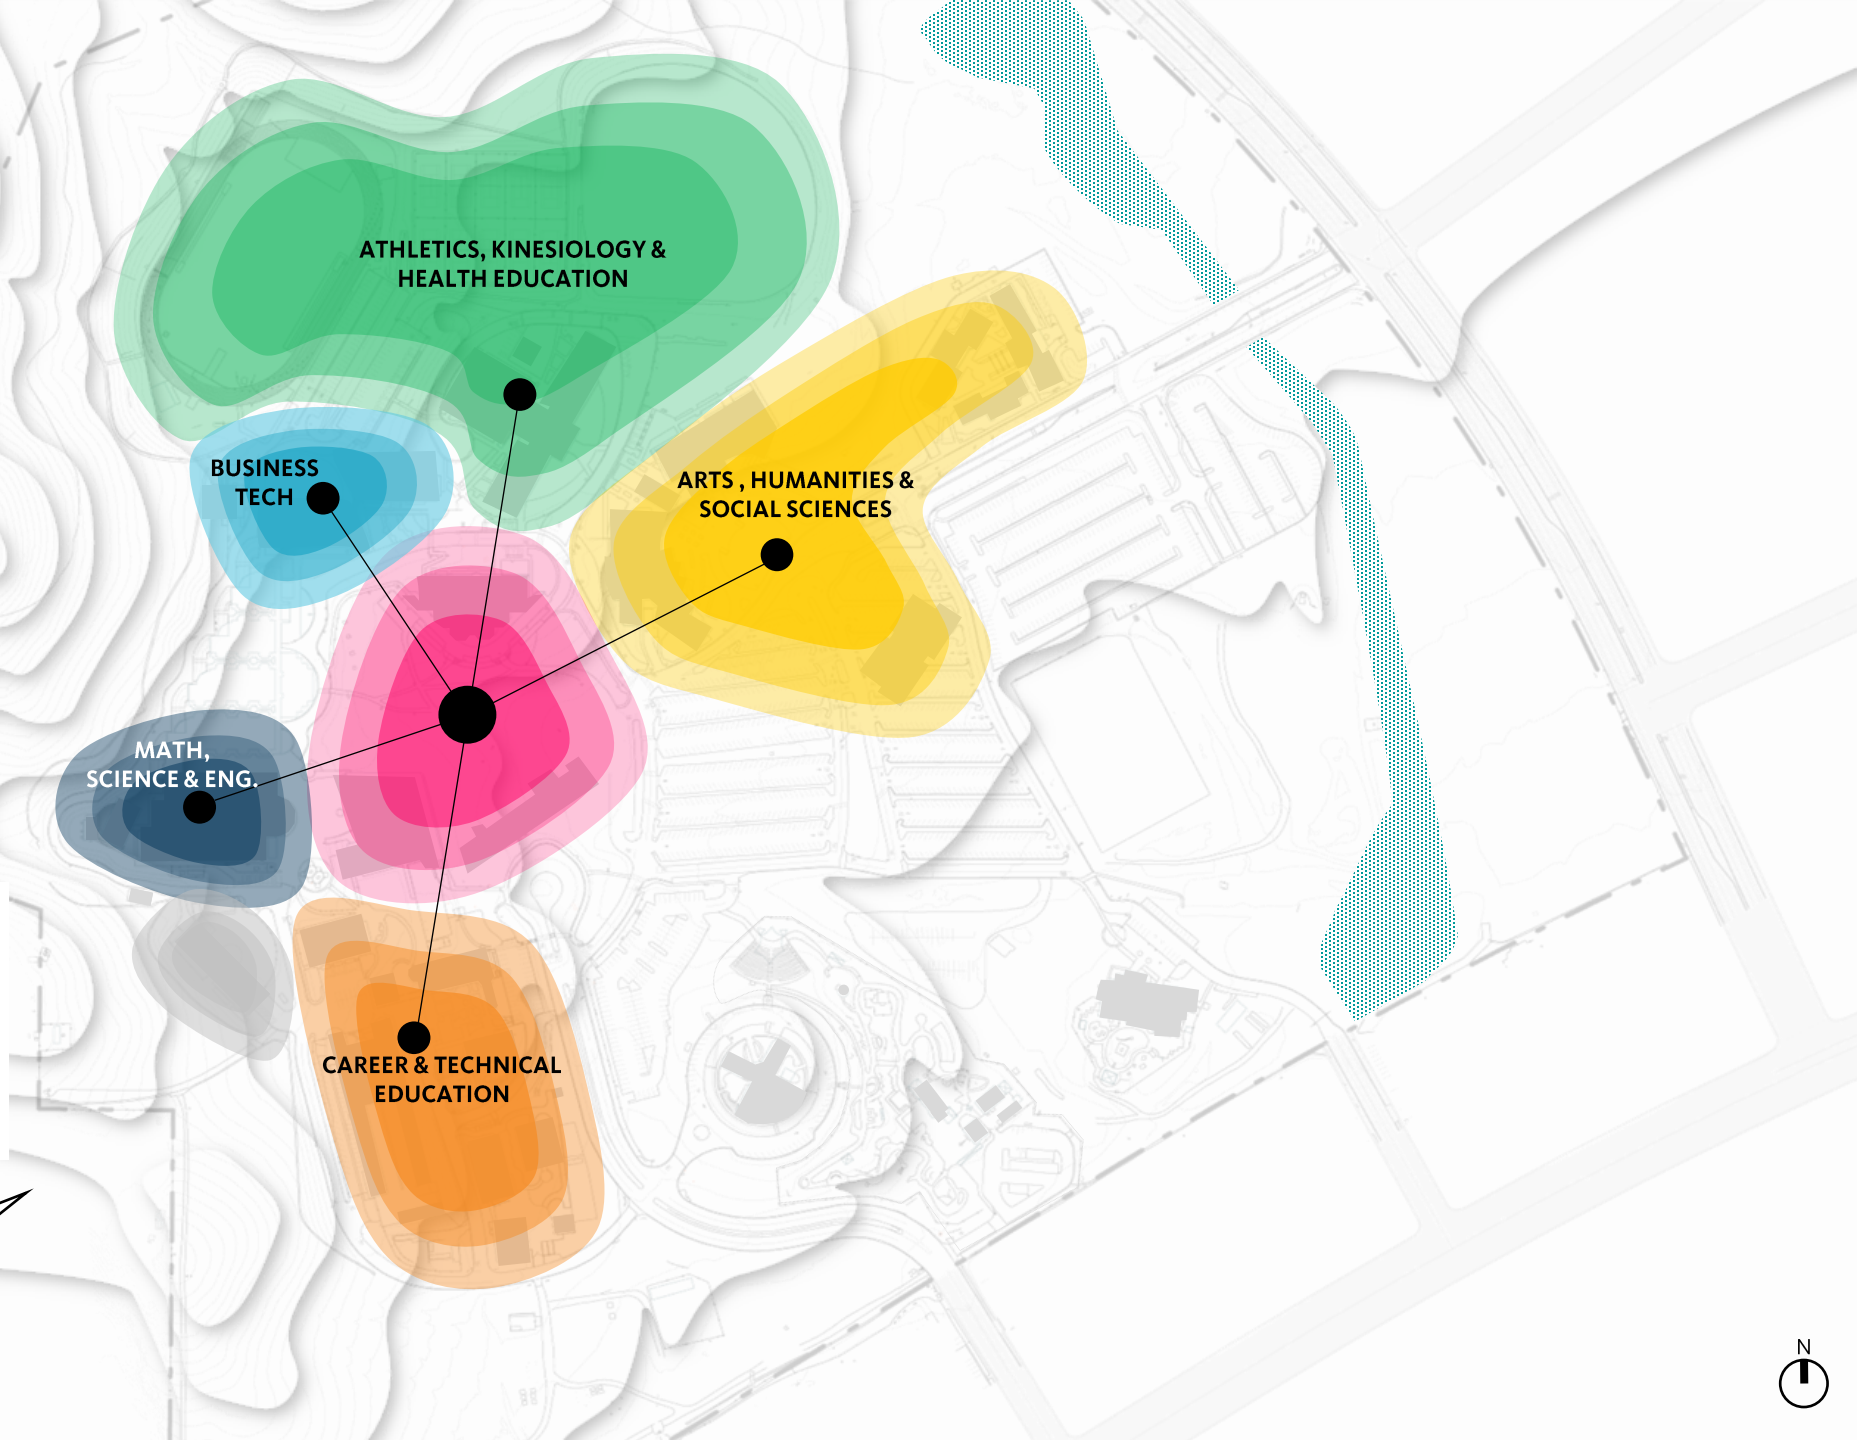 ATHLETICS, KINESIOLOGY &
HEALTH EDUCATION
BUSINESS
TECH
ARTS , HUMANITIES &
SOCIAL SCIENCES
MATH,
SCIENCE & ENG.
CAREER & TECHNICAL
EDUCATION
N